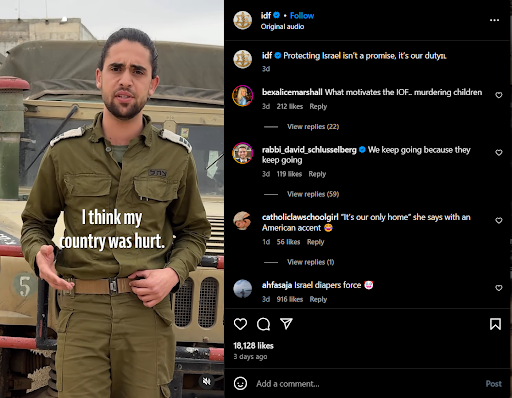 I think my
country was hurt.
5
idf • Follow
Original audio
idf Protecting Israel isn't a promise, it's our duty
3d
bexalicemarshall What motivates the IOF.. murdering children
3d 212 likes Reply
View replies (22)
rabbi_david_schlusselberg We keep going because they
keep going
3d 119 likes Reply
View replies (59)
catholiclawschoolgirl “It's our only home” she says with an
American accent 😍
1d 56 likes Reply
View replies (1)
ahfasaja Israel diapers force 🤡
3d 916 likes Reply
18,128 likes
3 days ago
Add a comment...
Post